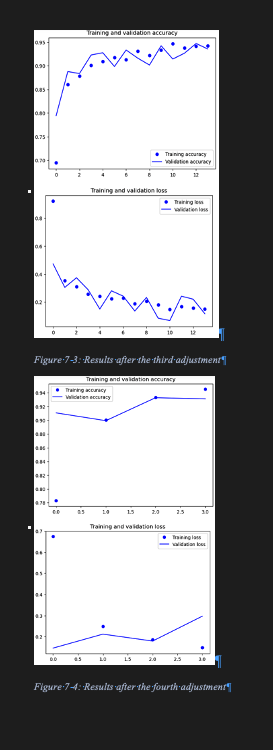 Training and validation accuracy
0.95
0.90
0.85
0.80
0.75
0.70
Training accuracy
Validation accuracy
0 2 4 6 8 10 12
Training and validation loss
Training loss
Validation loss
0.8
0.6
0.4
0.2
0 2 4 6 8 10 12
¶
Figure·7-3:·Results·after·the·third·adjustment¶
Training and validation accuracy
Training accuracy
Validation accuracy
0.94
0.92
0.90
0.88
0.86
0.84
0.82
0.80
0.78
0.0 0.5 1.0 1.5 2.0 2.5 3.0
Training and validation loss
0.7
Training loss
Validation loss
0.6
0.5
0.4
0.3
0.2
0.0 0.5 1.0 1.5 2.0 2.5 3.0
¶
Figure·7-4:·Results·after·the·fourth·adjustment¶